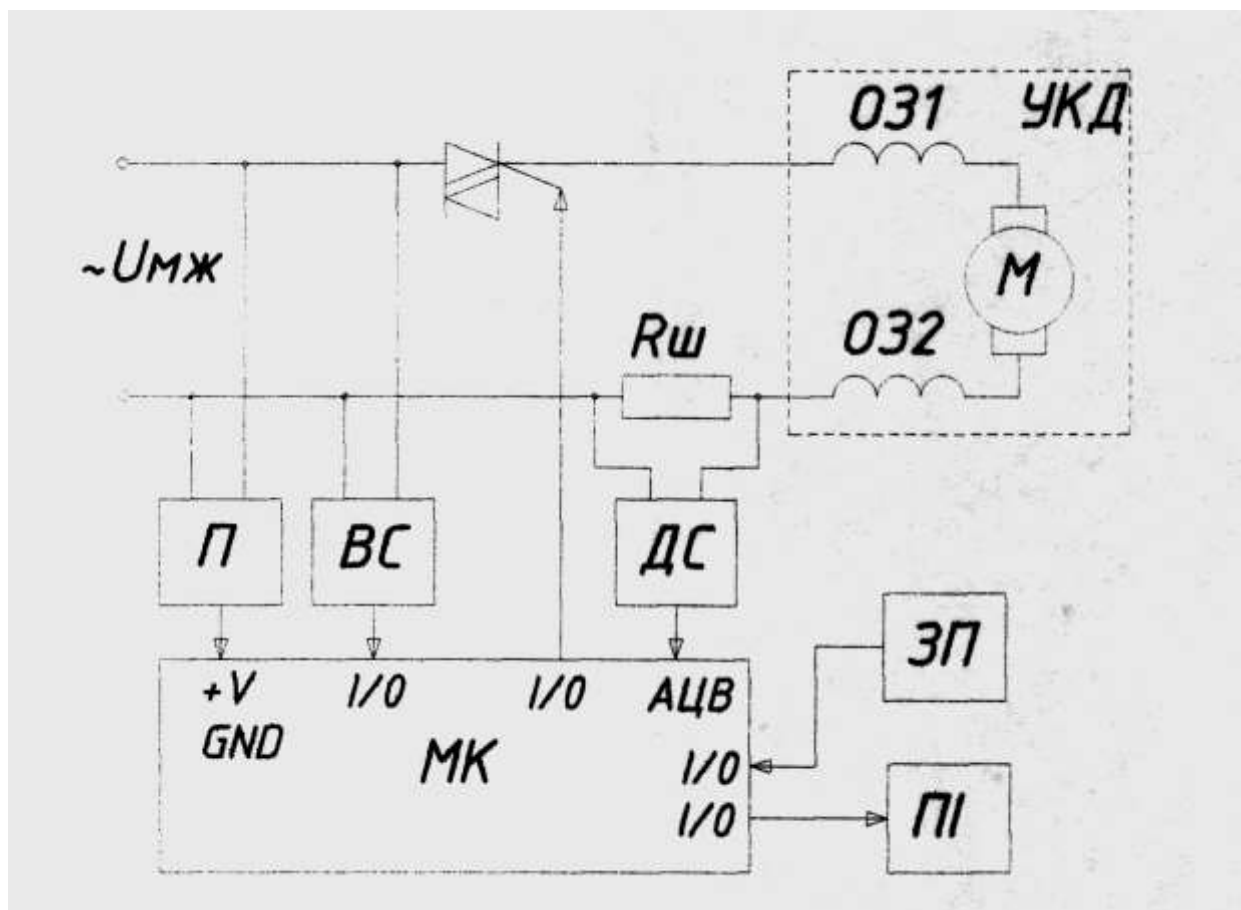 ОЗ1 УКД
~Uмж
М
Rш ОЗ2
П ВС ДС
ЗП
+V I/O I/O АЦВ
GND
МК
I/O
I/O
ПІ